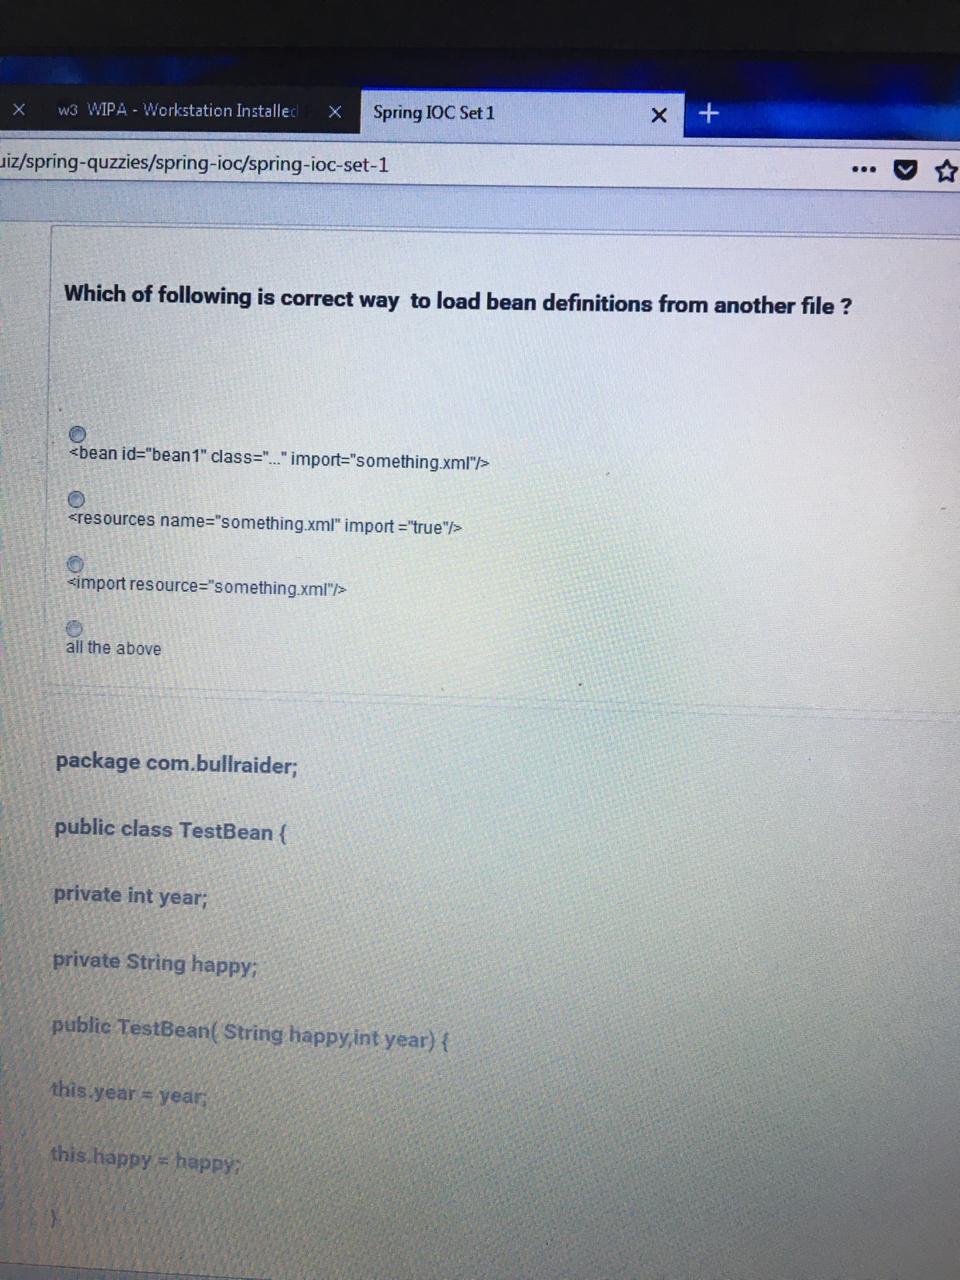 w3 WIPA - Workstation Installed
Spring IOC Set 1
uiz/spring-quzzies/spring-ioc/spring-ioc-set-1
Which of following is correct way to load bean definitions from another file ?
<bean id="bean1" class="..." import="something.xml"/>
<resources name="something.xml" import ="true"/>
<import resource="something.xml"/>
all the above
package com.bullraider;
public class TestBean {
private int year;
private String happy;
public TestBean( String happy,int year) {
this.year = year;
this.happy = happy;
}